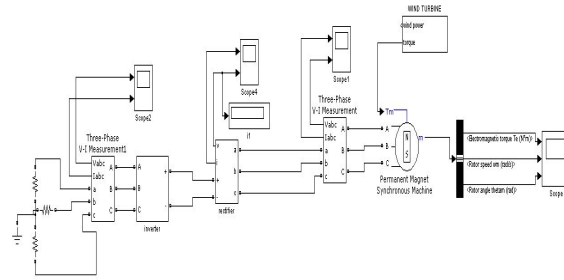 WIND TURBINE
wind power
torque
Scope2
Scope4
If
Scope1
Three-Phase
V-I Measurement1
Three-Phase
V-I Measurement
Vabc
Iabc
a
b
c
A
B
C
A
B
C
+
-
inverter
v
i
+
-
a
b
c
rectifier
Vabc
Iabc
a
b
c
A
B
C
Tm
A
B
C
N
S
m
Permanent Magnet
Synchronous Machine
<Electromagnetic torque Te (N*m)>
<Rotor speed wm (rad/s)>
<Rotor angle thetam (rad)>
Scope